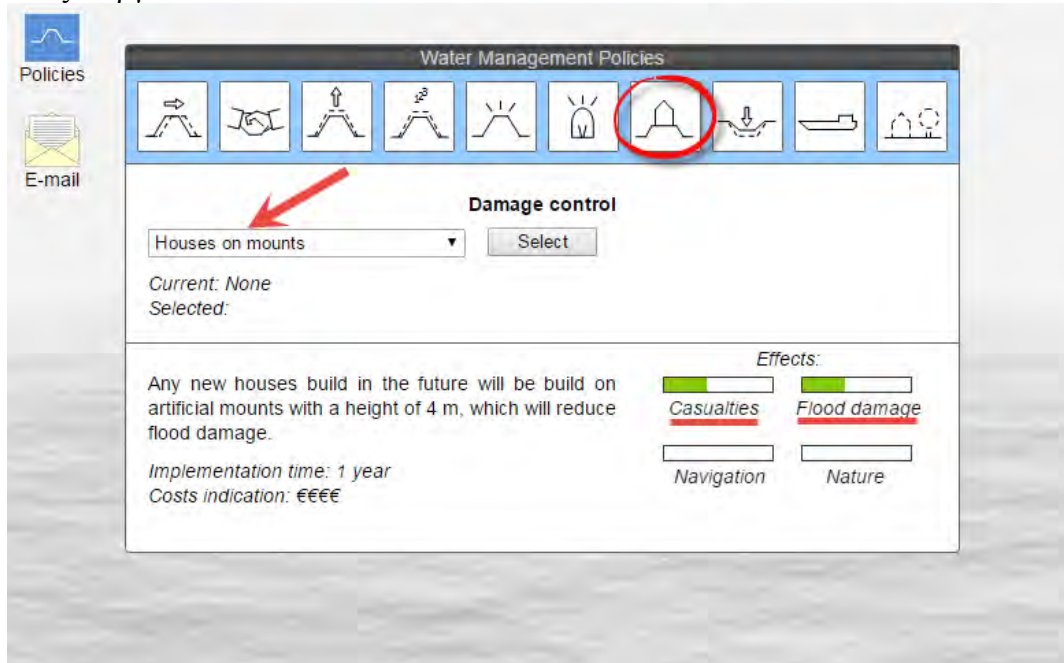 Policies
E-mail
Water Management Policies
Damage control
Houses on mounts
Select
Current: None
Selected:
Any new houses build in the future will be build on
artificial mounts with a height of 4 m, which will reduce
flood damage.
Implementation time: 1 year
Costs indication: €€€€
Effects:
Casualties Flood damage
Navigation Nature